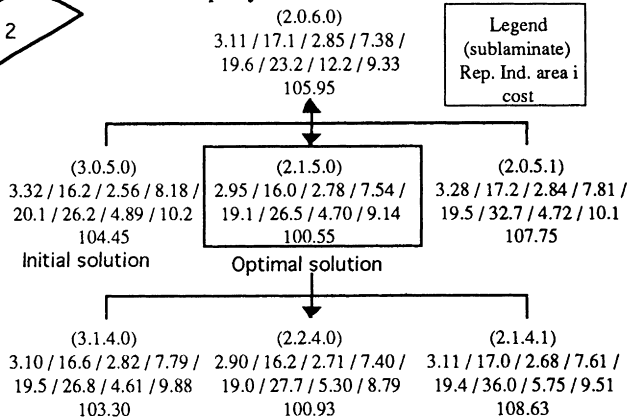 2
(2.0.6.0)
3.11 / 17.1 / 2.85 / 7.38 /
19.6 / 23.2 / 12.2 / 9.33
105.95
Legend
(sublaminate)
Rep. Ind. area i
cost
(3.0.5.0)
3.32 / 16.2 / 2.56 / 8.18 /
20.1 / 26.2 / 4.89 / 10.2
104.45
Initial solution
(2.1.5.0)
2.95 / 16.0 / 2.78 / 7.54 /
19.1 / 26.5 / 4.70 / 9.14
100.55
Optimal solution
(2.0.5.1)
3.28 / 17.2 / 2.84 / 7.81 /
19.5 / 32.7 / 4.72 / 10.1
107.75
(3.1.4.0)
3.10 / 16.6 / 2.82 / 7.79 /
19.5 / 26.8 / 4.61 / 9.88
103.30
(2.2.4.0)
2.90 / 16.2 / 2.71 / 7.40 /
19.0 / 27.7 / 5.30 / 8.79
100.93
(2.1.4.1)
3.11 / 17.0 / 2.68 / 7.61 /
19.4 / 36.0 / 5.75 / 9.51
108.63